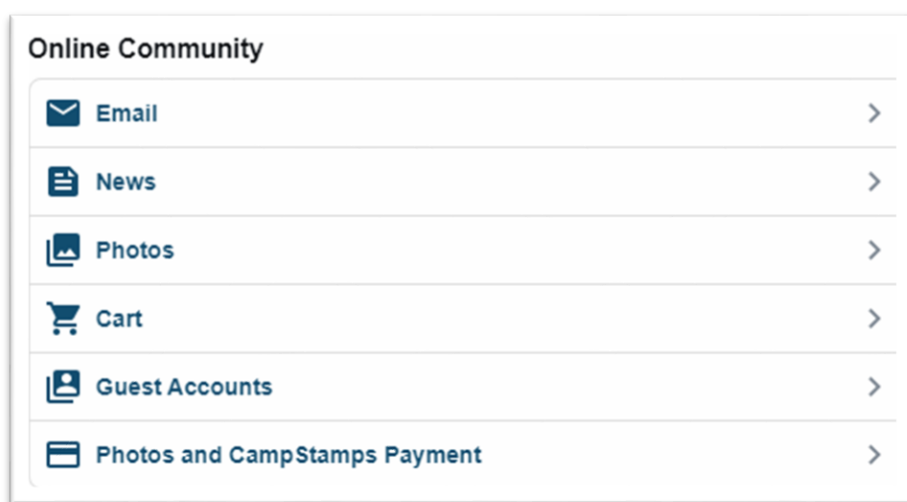 Online Community
Email
News
Photos
Cart
Guest Accounts
Photos and CampStamps Payment